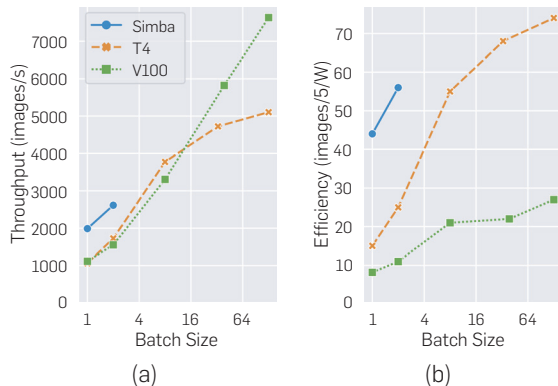 Simba
T4
V100
7000
6000
5000
4000
3000
2000
1000
0
Throughput (images/s)
1 4 16 64
Batch Size
(a)
70
60
50
40
30
20
10
0
Efficiency (images/5/W)
1 4 16 64
Batch Size
(b)